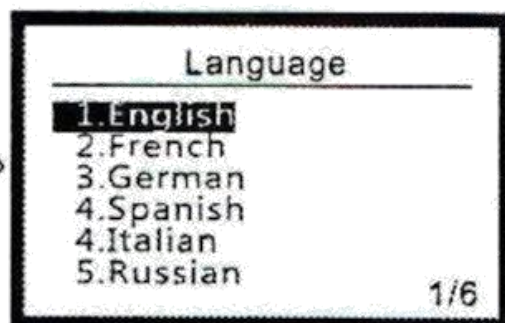 Language
1.English
2.French
3.German
4.Spanish
4.Italian
5.Russian
1/6